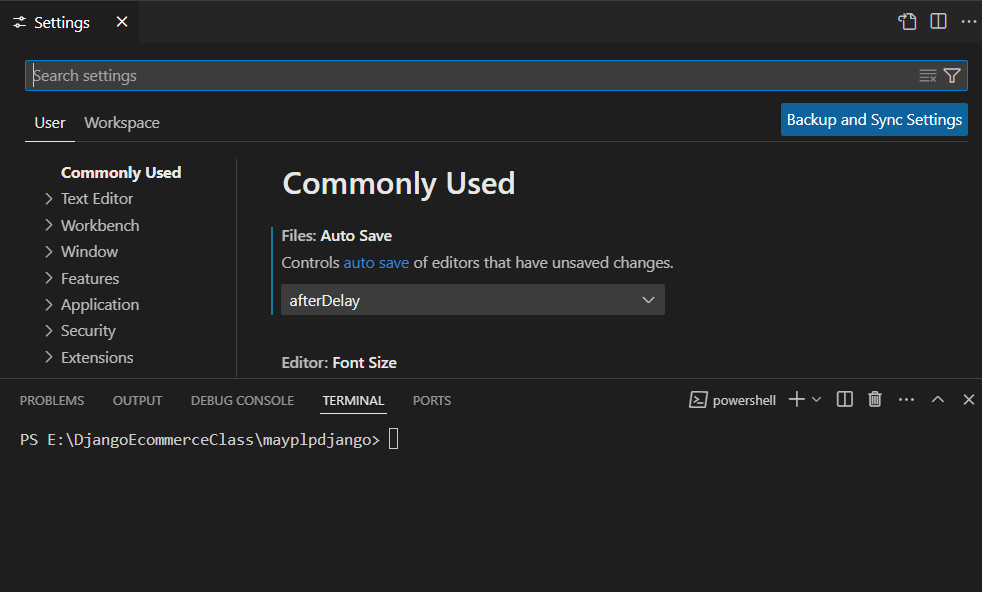 Settings
Search settings
User Workspace
Backup and Sync Settings
Commonly Used
Text Editor
Workbench
Window
Features
Application
Security
Extensions
Commonly Used
Files: Auto Save
Controls auto save of editors that have unsaved changes.
afterDelay
Editor: Font Size
PROBLEMS OUTPUT DEBUG CONSOLE TERMINAL PORTS powershell
PS E:\DjangoEcommerceClass\mayplpdjango>